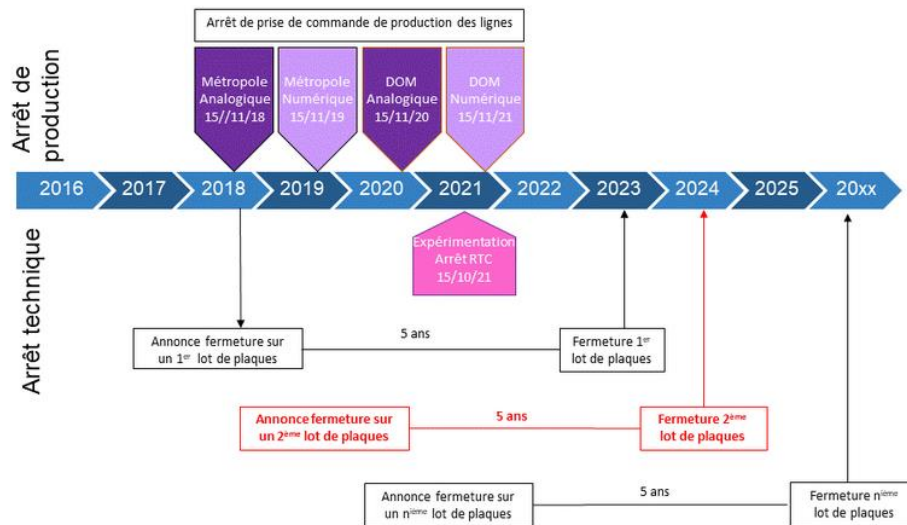 Arrêt de prise de commande de production des lignes
Arrêt de
production
Métropole
Analogique
15//11/18
Métropole
Numérique
15/11/19
DOM
Analogique
15/11/20
DOM
Numérique
15/11/21
2016
2017
2018
2019
2020
2021
2022
2023
2024
2025
20xx
Arrêt technique
Expérimentation
Arrêt RTC
15/10/21
Annonce fermeture sur
un 1er lot de plaques
5 ans
Fermeture 1er
lot de plaques
Annonce fermeture sur
un 2ème lot de plaques
5 ans
Fermeture 2ème
lot de plaques
Annonce fermeture sur
un nième lot de plaques
5 ans
Fermeture nième
lot de plaques